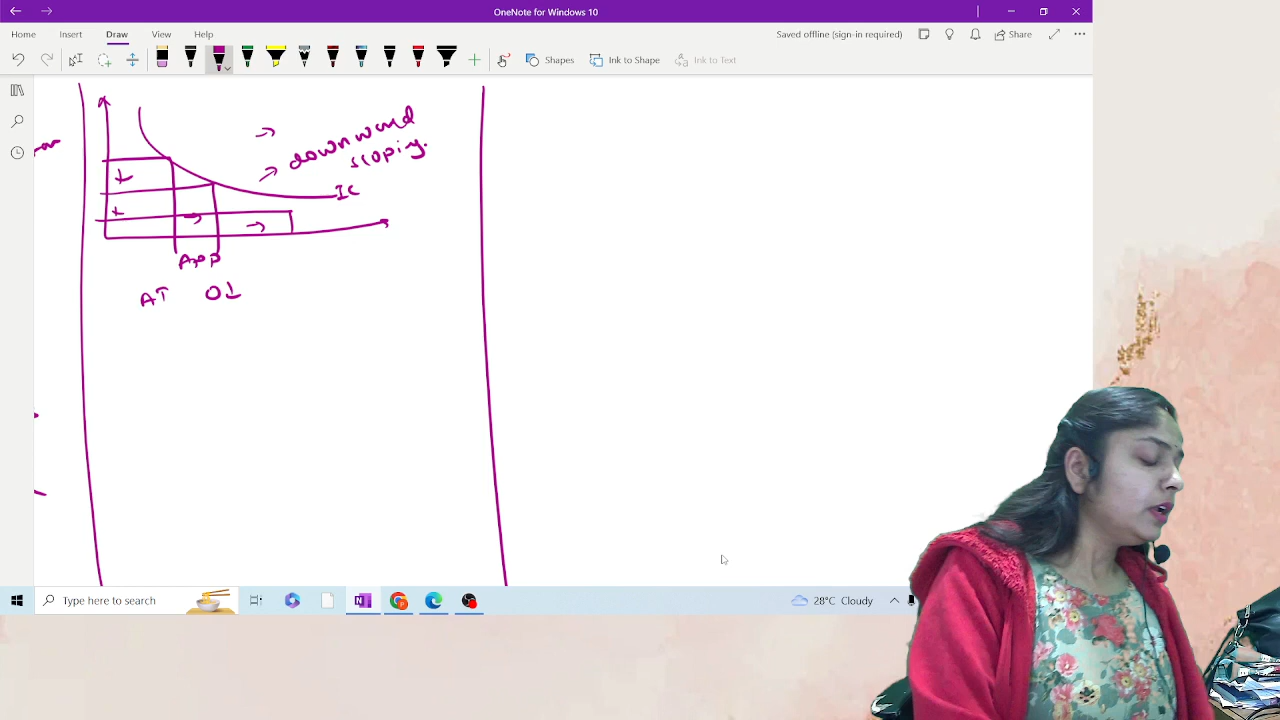 OneNote for Windows 10
Home Insert Draw View Help
Saved offline (sign-in required)
Share
Shapes
Ink to Shape
Ink to Text
downward
sloping.
IC
App
AT O↓
Type here to search
28°C Cloudy